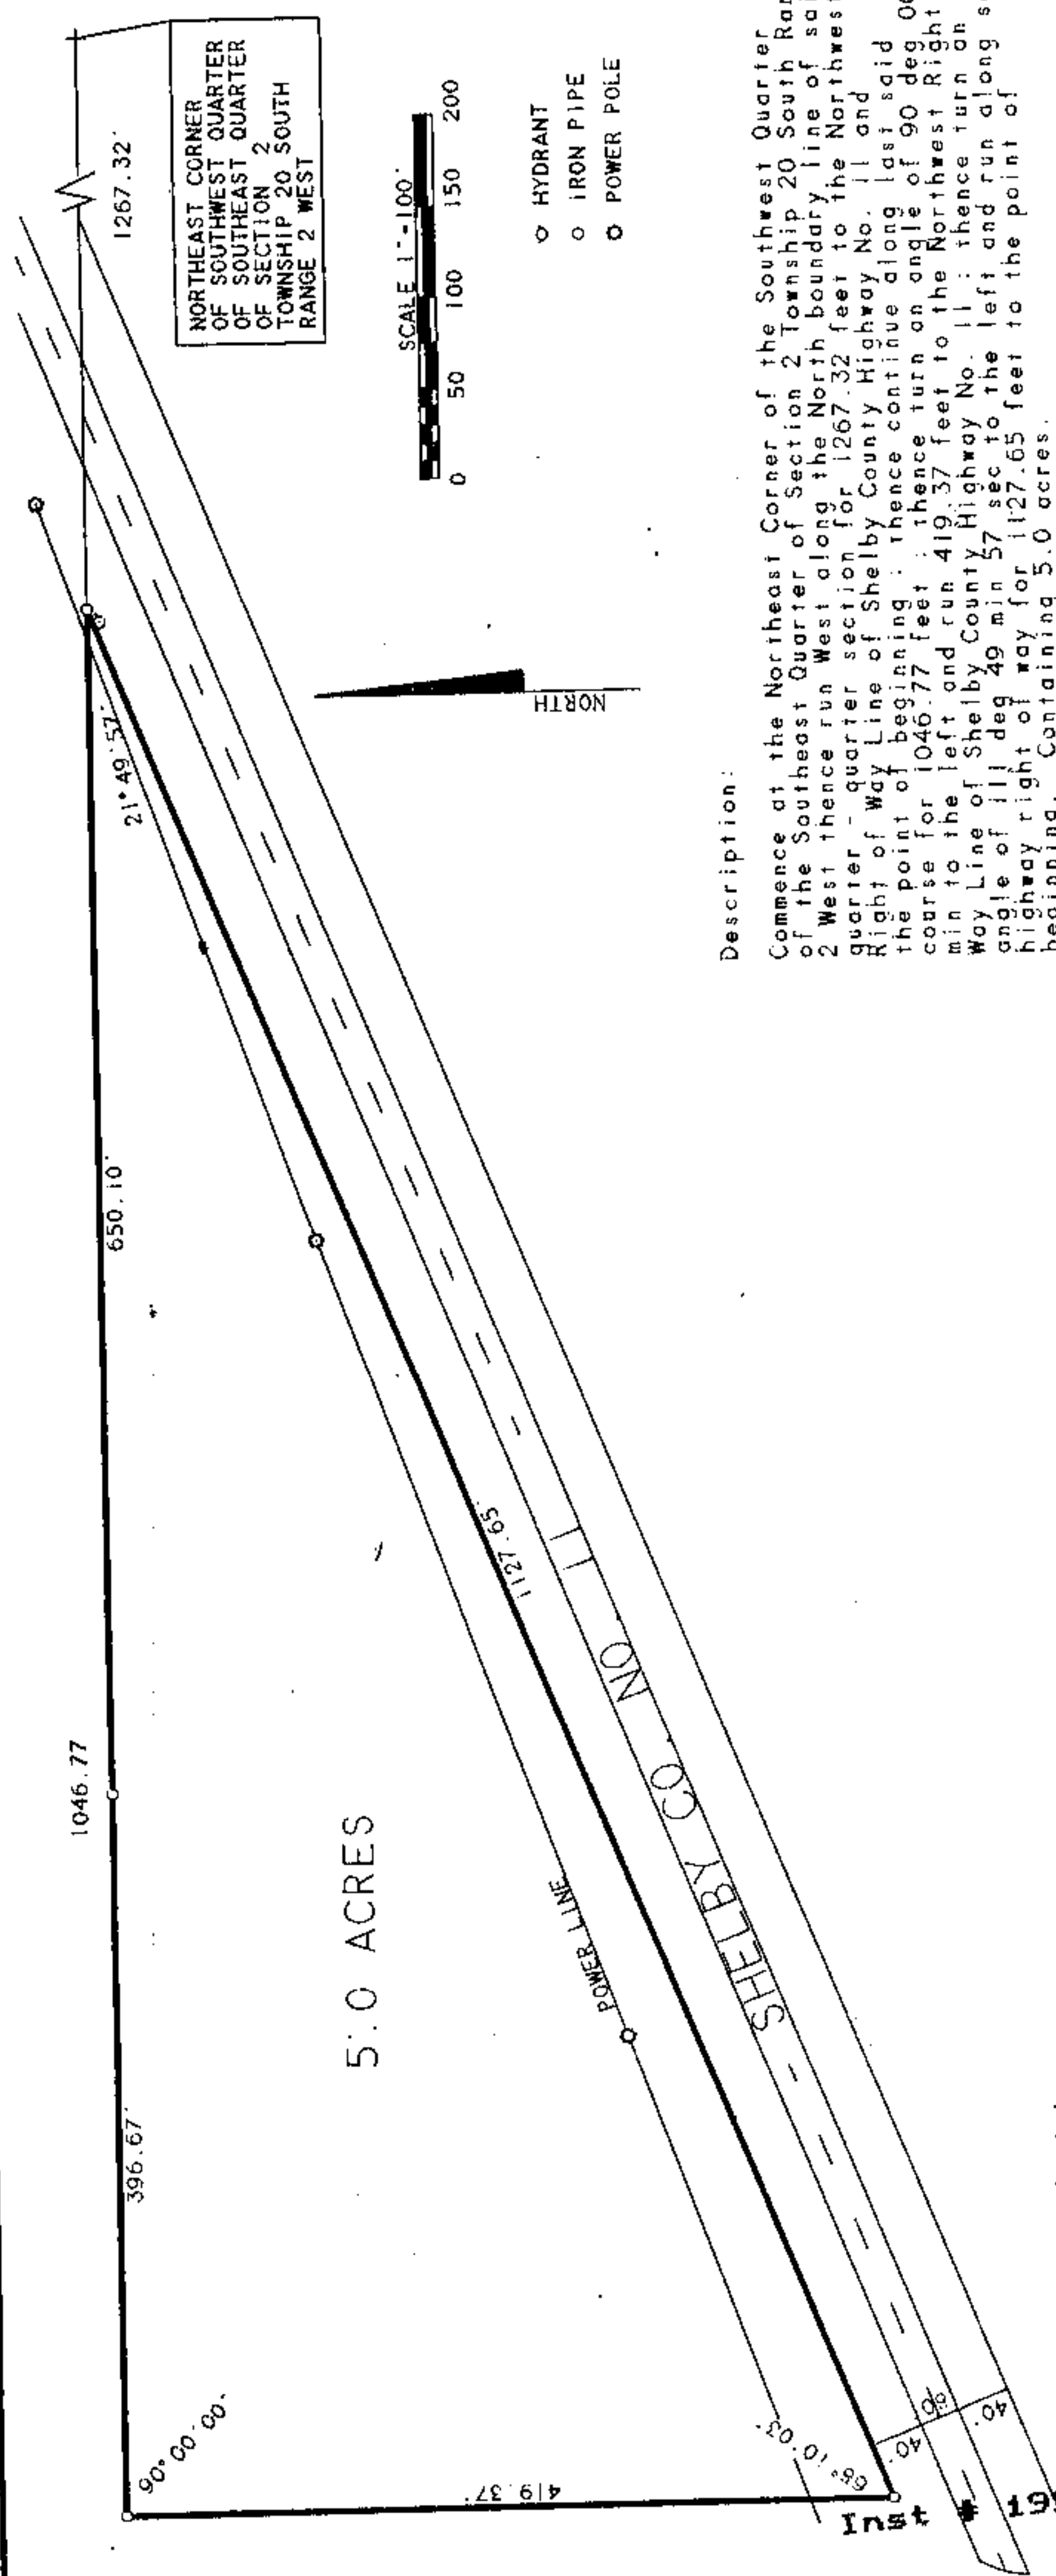 NORTHEAST CORNER
OF SOUTHWEST QUARTER
OF SOUTHEAST QUARTER
OF SECTION 2
TOWNSHIP 20 SOUTH
RANGE 2 WEST
1267.32'
SCALE 1"=100'
0 50 100 150 200
HYDRANT
IRON PIPE
POWER POLE
NORTH
1046.77
650.10'
396.67'
21°49'57"
90°00'00"
419.37'
68°10'03"
1127.65'
5.0 ACRES
POWER LINE
SHELBY CO. NO. 11
40'
80'
40'
Inst # 199
Description:
Commence at the Northeast Corner of the Southwest Quarter
of the Southeast Quarter of Section 2 Township 20 South Ran
2 West thence run West along the North boundary line of sai
quarter - quarter section for 1267.32 feet to the Northwest
Right of Way Line of Shelby County Highway No. 11 and
the point of beginning ; thence continue along last said
course for 1046.77 feet ; thence turn an angle of 90 deg 00
min to the left and run 419.37 feet to the Northwest Right
Way Line of Shelby County Highway No. 11 ; thence turn an
angle of 111 deg 49 min 57 sec to the left and run along s
highway right of way for 1127.65 feet to the point of
beginning. Containing 5.0 acres.